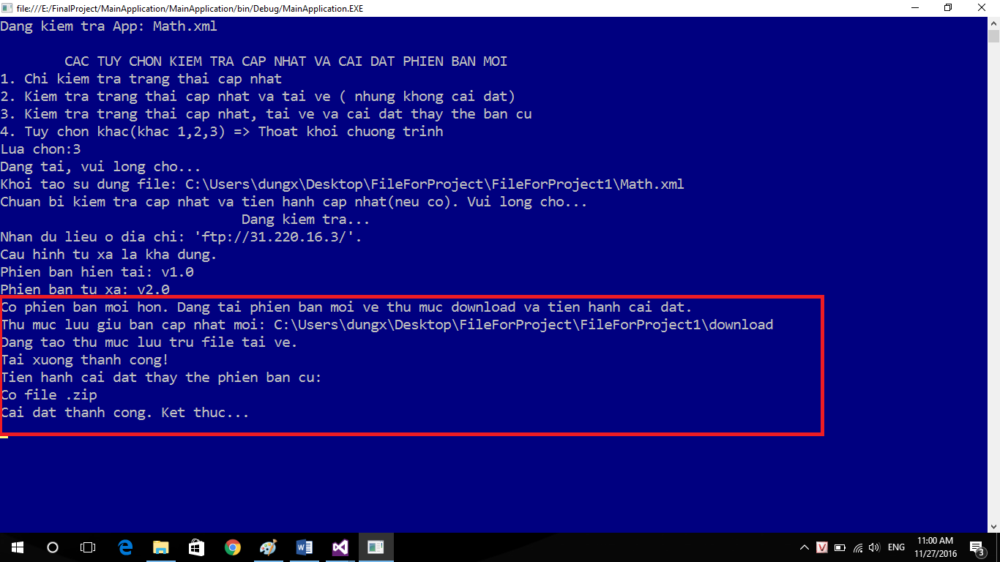 file:///E:/FinalProject/MainApplication/MainApplication/bin/Debug/MainApplication.EXE
Dang kiem tra App: Math.xml
CAC TUY CHON KIEM TRA CAP NHAT VA CAI DAT PHIEN BAN MOI
1. Chi kiem tra trang thai cap nhat
2. Kiem tra trang thai cap nhat va tai ve ( nhung khong cai dat)
3. Kiem tra trang thai cap nhat, tai ve va cai dat thay the ban cu
4. Tuy chon khac(khac 1,2,3) => Thoat khoi chuong trinh
Lua chon:3
Dang tai, vui long cho...
Khoi tao su dung file: C:\Users\dungx\Desktop\FileForProject\FileForProject1\Math.xml
Chuan bi kiem tra cap nhat va tien hanh cap nhat(neu co). Vui long cho...
Dang kiem tra...
Nhan du lieu o dia chi: 'ftp://31.220.16.3/'.
Cau hinh tu xa la kha dung.
Phien ban hien tai: v1.0
Phien ban tu xa: v2.0
Co phien ban moi hon. Dang tai phien ban moi ve thu muc download va tien hanh cai dat.
Thu muc luu giu ban cap nhat moi: C:\Users\dungx\Desktop\FileForProject\FileForProject1\download
Dang tao thu muc luu tru file tai ve.
Tai xuong thanh cong!
Tien hanh cai dat thay the phien ban cu:
Co file .zip
Cai dat thanh cong. Ket thuc...
ENG
11:00 AM
11/27/2016
3